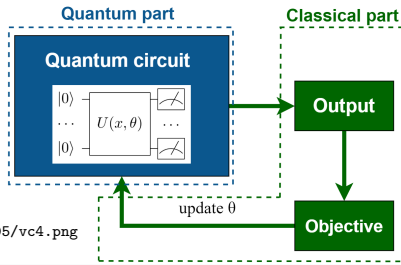 Quantum part
Classical part
Quantum circuit
|0⟩
...
|0⟩
U(x, θ)
...
Output
update θ
Objective
05/vc4.png